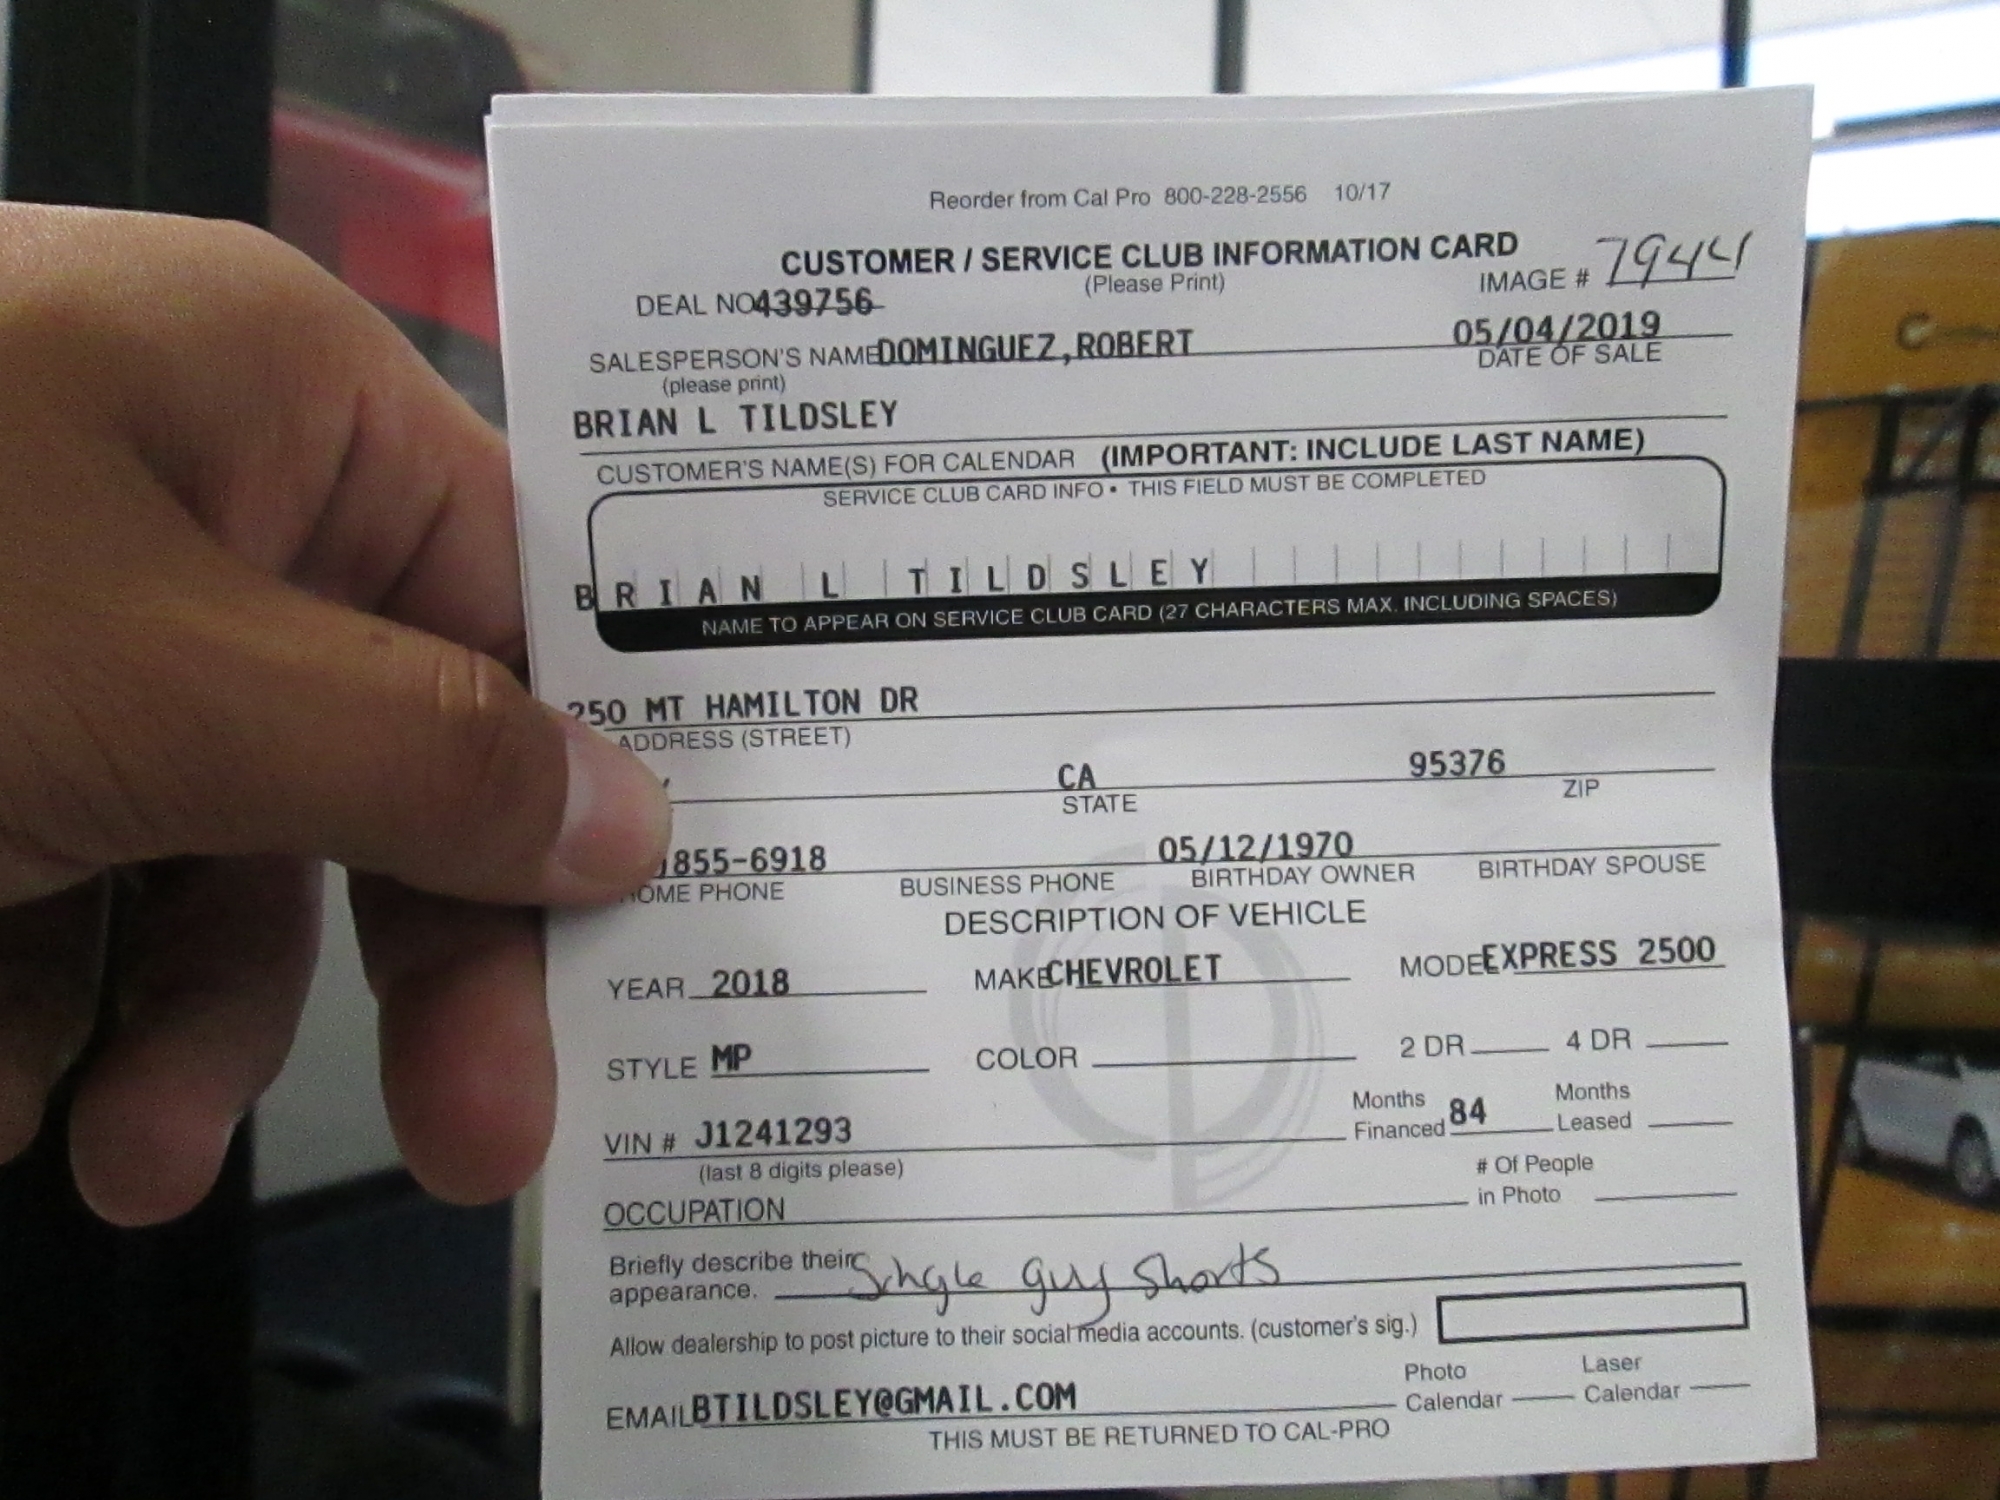 Reorder from Cal Pro 800-228-2556 10/17
CUSTOMER / SERVICE CLUB INFORMATION CARD
(Please Print)
IMAGE # 7944
DEAL NO 439756
SALESPERSON'S NAME DOMINGUEZ,ROBERT
(please print)
05/04/2019
DATE OF SALE
BRIAN L TILDSLEY
CUSTOMER'S NAME(S) FOR CALENDAR (IMPORTANT: INCLUDE LAST NAME)
SERVICE CLUB CARD INFO • THIS FIELD MUST BE COMPLETED
BRIAN L TILDSLEY
NAME TO APPEAR ON SERVICE CLUB CARD (27 CHARACTERS MAX. INCLUDING SPACES)
250 MT HAMILTON DR
ADDRESS (STREET)
CA 95376
STATE ZIP
)855-6918 05/12/1970
HOME PHONE BUSINESS PHONE BIRTHDAY OWNER BIRTHDAY SPOUSE
DESCRIPTION OF VEHICLE
YEAR 2018 MAKE CHEVROLET MODE EXPRESS 2500
STYLE MP COLOR 2 DR 4 DR
VIN # J1241293
(last 8 digits please)
Months Financed 84
Months Leased
OCCUPATION
# Of People in Photo
Briefly describe their
appearance. Single guy shorts
Allow dealership to post picture to their social media accounts. (customer's sig.)
EMAIL BTILDSLEY@GMAIL.COM
Photo Calendar
Laser Calendar
THIS MUST BE RETURNED TO CAL-PRO